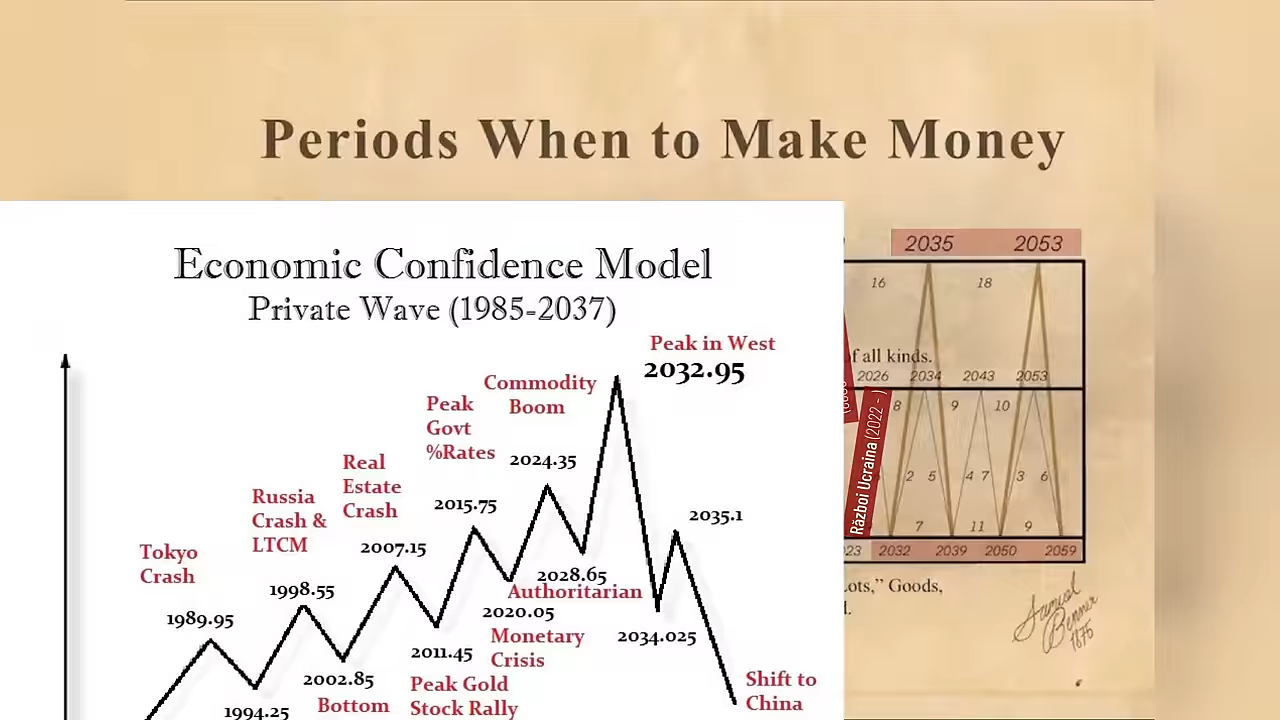 Periods When to Make Money
Economic Confidence Model
Private Wave (1985-2037)
Peak in West
2032.95
Commodity
Boom
2024.35
Peak
Govt
%Rates
2015.75
Real
Estate
Crash
2007.15
Russia
Crash &
LTCM
1998.55
Tokyo
Crash
1989.95
2035.1
2028.65
Authoritarian
2020.05
Monetary
Crisis
2034.025
2011.45
Peak Gold
Stock Rally
2002.85
Bottom
1994.25
Shift to
China
2035 2053
16 18
of all kinds.
2026 2034 2043 2053
8 9 10
Război Ucraina (2022 - )
2 5 4 7 3 6
7 11 9
2032 2039 2050 2059
Lots,” Goods,
Samuel
Benner
1875